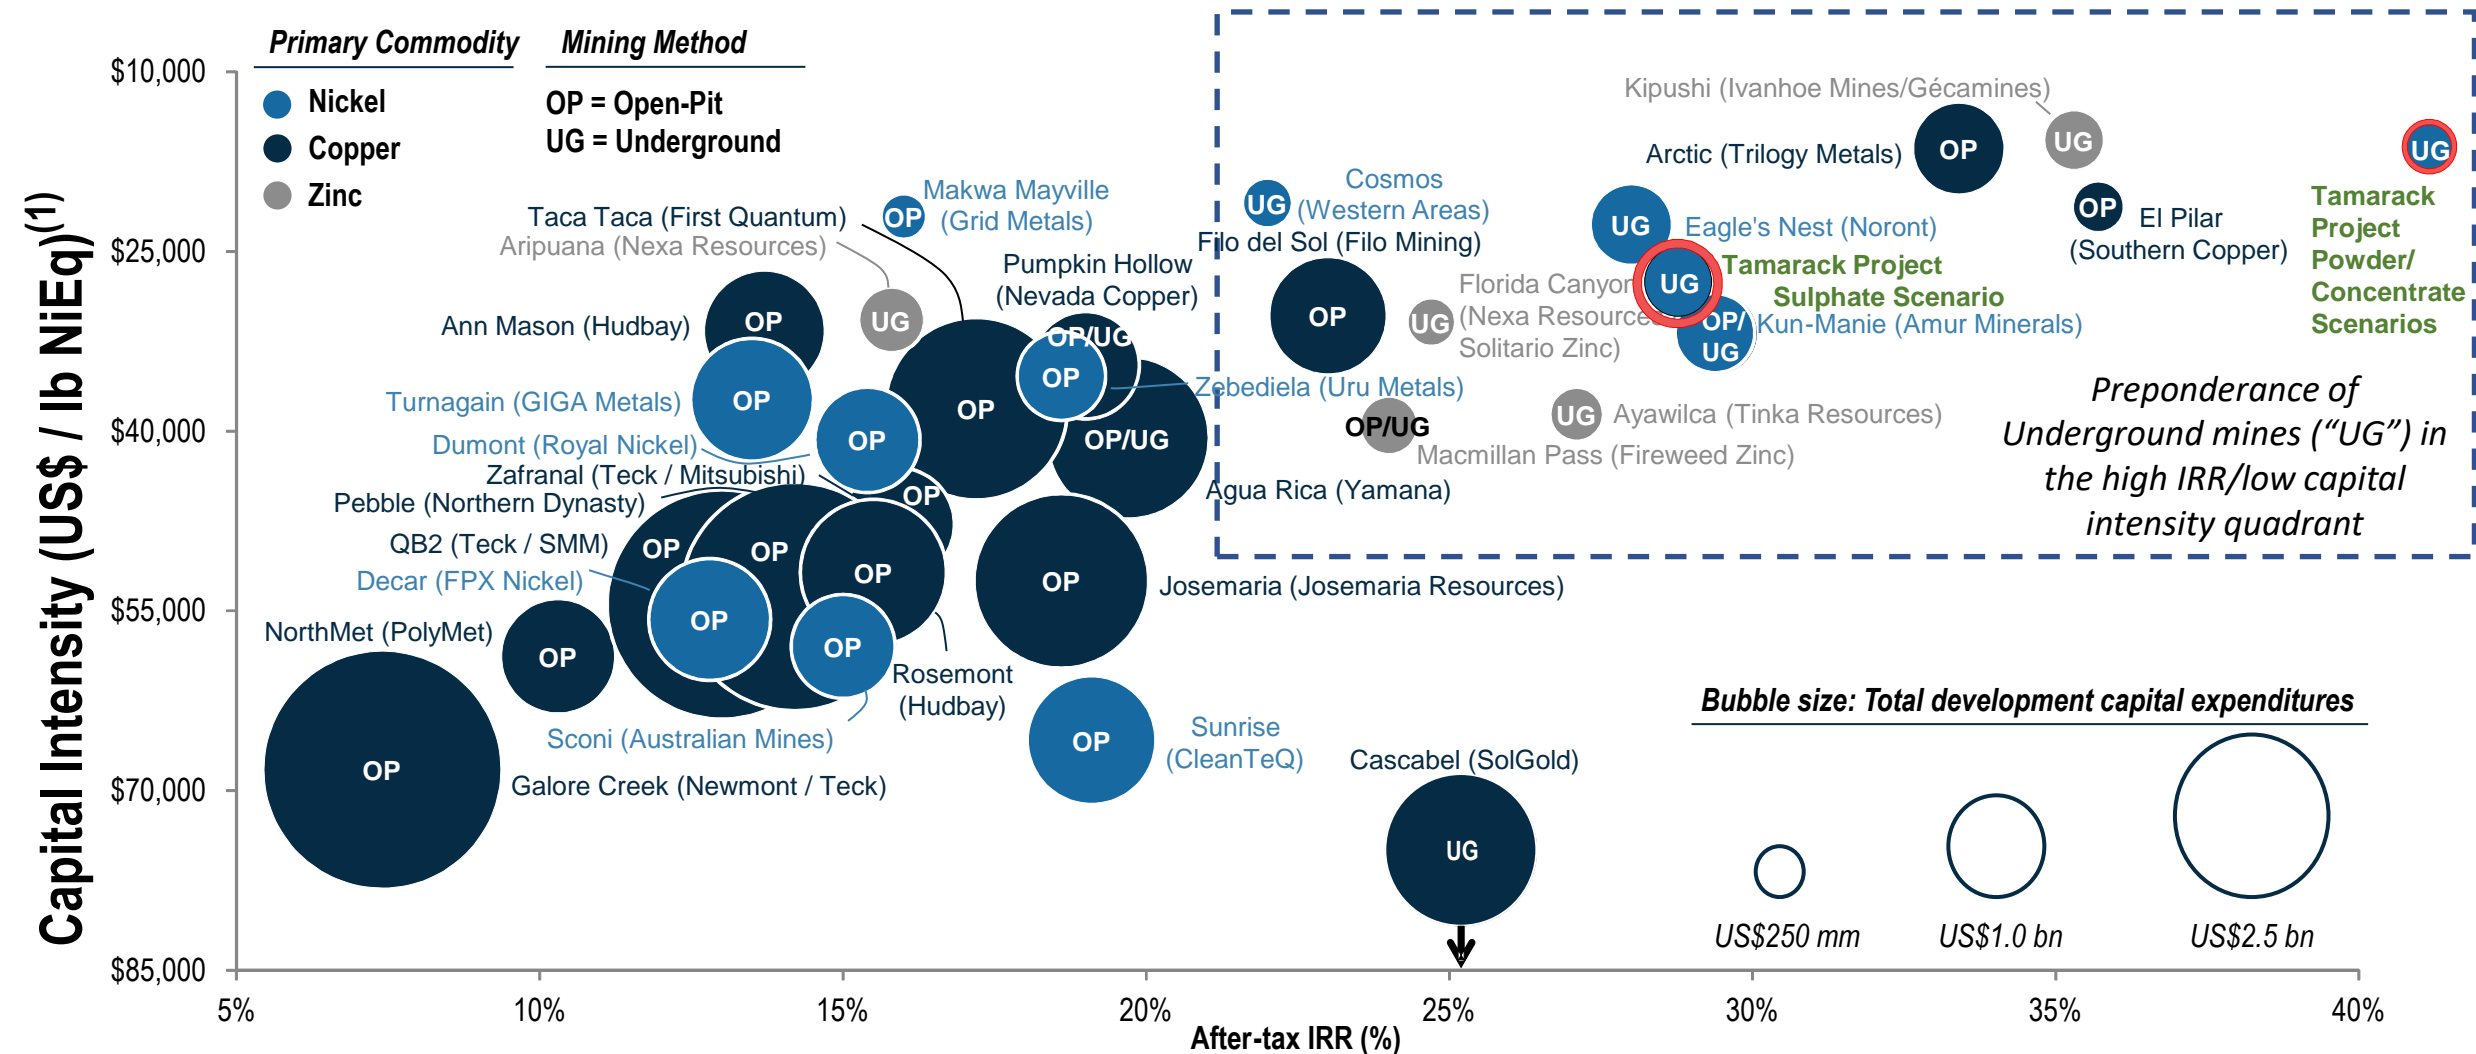 Primary Commodity
Mining Method
Nickel
Copper
Zinc
OP = Open-Pit
UG = Underground
Capital Intensity (US$ / lb NiEq)(1)
$10,000
$25,000
$40,000
$55,000
$70,000
$85,000
Kipushi (Ivanhoe Mines/Gécamines)
UG
Arctic (Trilogy Metals)
OP
UG
Tamarack
Project
Powder/
Concentrate
Scenarios
OP
El Pilar
(Southern Copper)
Makwa Mayville
(Grid Metals)
OP
Cosmos
(Western Areas)
UG
Taca Taca (First Quantum)
OP
Aripuana (Nexa Resources)
UG
Filo del Sol (Filo Mining)
OP
UG
Eagle's Nest (Noront)
Tamarack Project
Sulphate Scenario
UG
Pumpkin Hollow
(Nevada Copper)
OP/UG
Florida Canyon
(Nexa Resource
Solitario Zinc)
UG
OP/
UG
Kun-Manie (Amur Minerals)
Ann Mason (Hudbay)
OP
Zebediela (Uru Metals)
OP
Turnagain (GIGA Metals)
OP
Dumont (Royal Nickel)
OP
OP/UG
Macmillan Pass (Fireweed Zinc)
UG
Ayawilca (Tinka Resources)
Preponderance of
Underground mines (“UG”) in
the high IRR/low capital
intensity quadrant
Zafranal (Teck / Mitsubishi)
OP
OP/UG
Agua Rica (Yamana)
Pebble (Northern Dynasty)
OP
QB2 (Teck / SMM)
OP
Decar (FPX Nickel)
OP
OP
Rosemont
(Hudbay)
OP
Josemaria (Josemaria Resources)
NorthMet (PolyMet)
OP
OP
Sconi (Australian Mines)
OP
Sunrise
(CleanTeQ)
OP
Galore Creek (Newmont / Teck)
Cascabel (SolGold)
UG
Bubble size: Total development capital expenditures
US$250 mm
US$1.0 bn
US$2.5 bn
5%
10%
15%
20%
25%
30%
35%
40%
After-tax IRR (%)